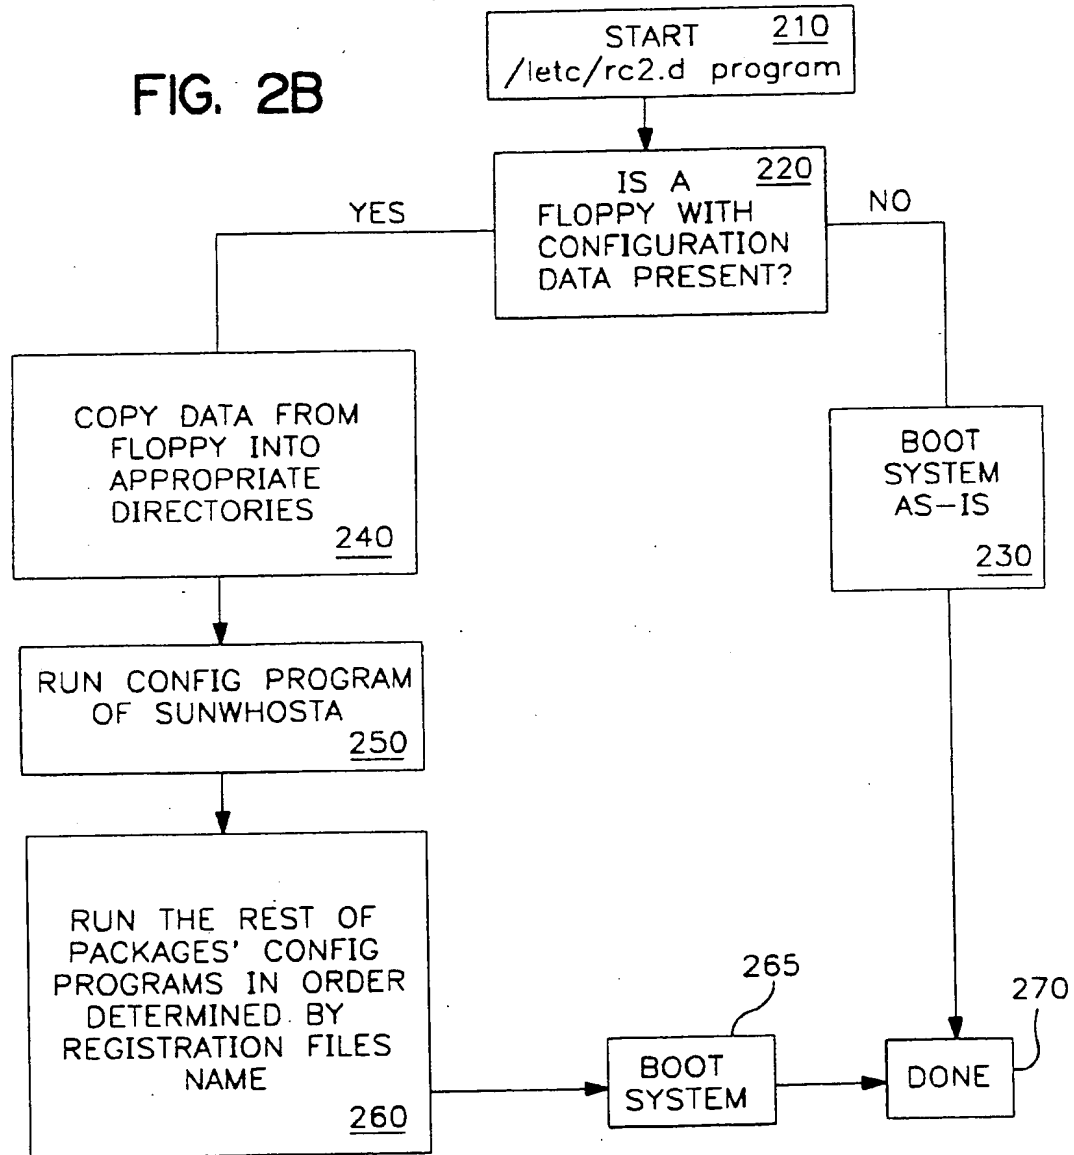 FIG. 2B
START 210
/letc/rc2.d program
220
IS A
FLOPPY WITH
CONFIGURATION
DATA PRESENT?
YES
NO
COPY DATA FROM
FLOPPY INTO
APPROPRIATE
DIRECTORIES
240
BOOT
SYSTEM
AS-IS
230
RUN CONFIG PROGRAM
OF SUNWHOSTA
250
RUN THE REST OF
PACKAGES' CONFIG
PROGRAMS IN ORDER
DETERMINED BY
REGISTRATION FILES
NAME
260
265
BOOT
SYSTEM
270
DONE